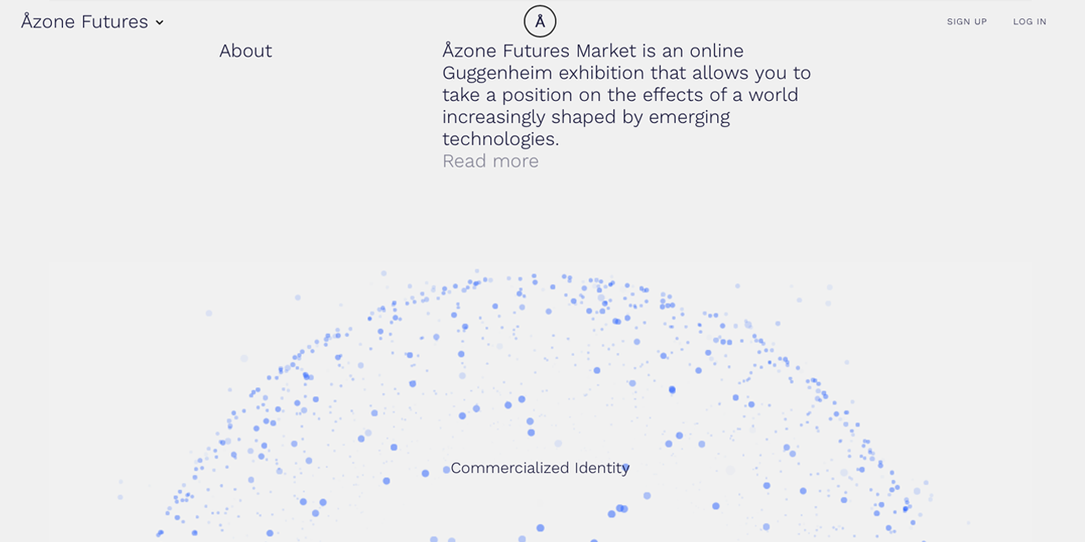 Åzone Futures
Å
SIGN UP
LOG IN
About
Åzone Futures Market is an online
Guggenheim exhibition that allows you to
take a position on the effects of a world
increasingly shaped by emerging
technologies.
Read more
Commercialized Identity